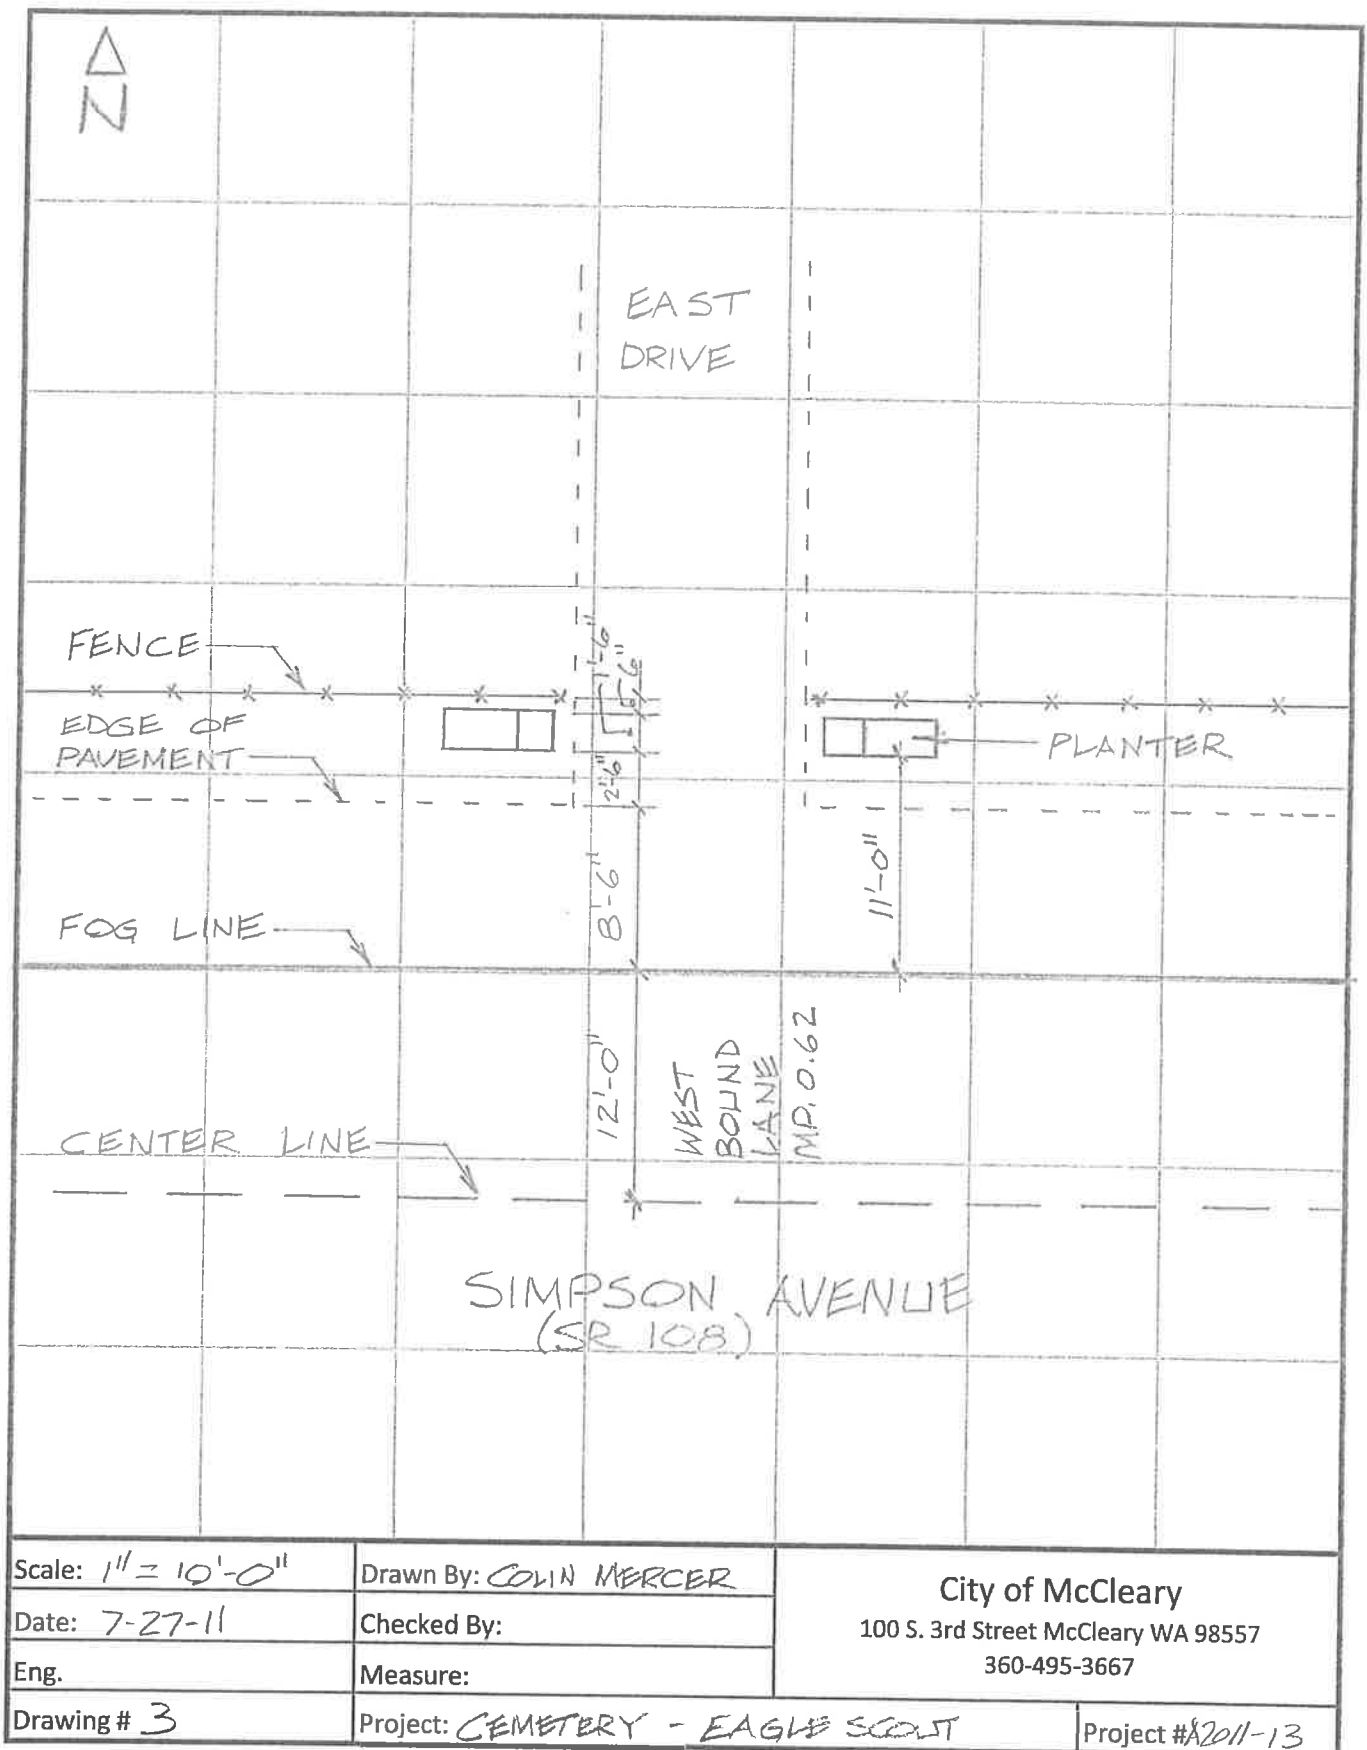 N
EAST
DRIVE
FENCE
1'-6"
6"
EDGE OF
PAVEMENT
PLANTER
2'-6"
8'-6"
11'-0"
FOG LINE
12'-0"
WEST
BOUND
LANE
M.P. 0.62
CENTER LINE
SIMPSON AVENUE
(SR 108)
Scale: 1" = 10'-0"
Drawn By: COLIN MERCER
City of McCleary
Date: 7-27-11
Checked By:
100 S. 3rd Street McCleary WA 98557
Eng.
Measure:
360-495-3667
Drawing # 3
Project: CEMETERY - EAGLE SCOUT
Project # 2011-13